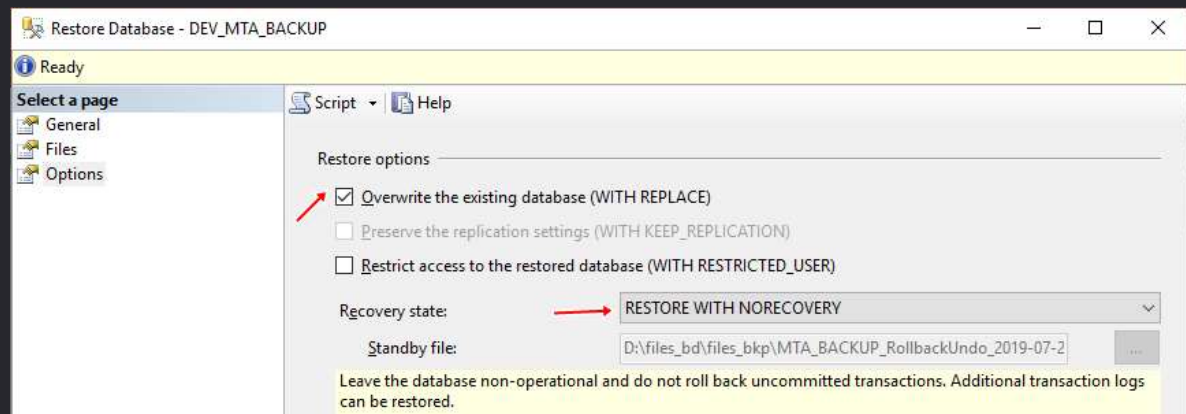 Restore Database - DEV_MTA_BACKUP
Ready
Select a page
General
Files
Options
Script
Help
Restore options
Overwrite the existing database (WITH REPLACE)
Preserve the replication settings (WITH KEEP_REPLICATION)
Restrict access to the restored database (WITH RESTRICTED_USER)
Recovery state:
RESTORE WITH NORECOVERY
Standby file:
D:\files_bd\files_bkp\MTA_BACKUP_RollbackUndo_2019-07-2
...
Leave the database non-operational and do not roll back uncommitted transactions. Additional transaction logs
can be restored.